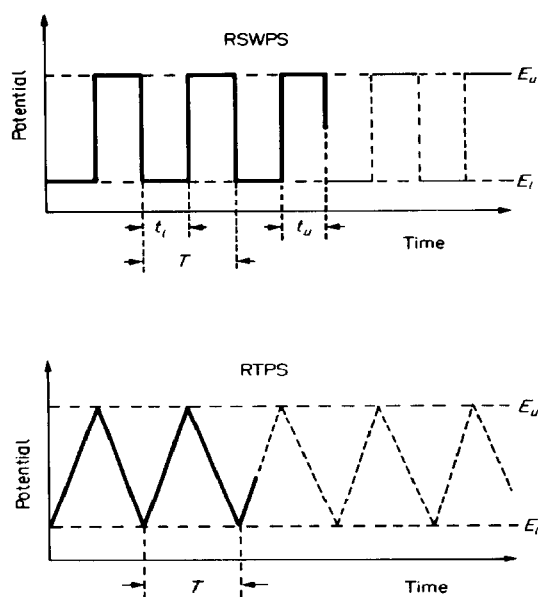 RSWPS
Potential
E_u
E_l
t_l
t_u
T
Time
RTPS
Potential
E_u
E_l
T
Time